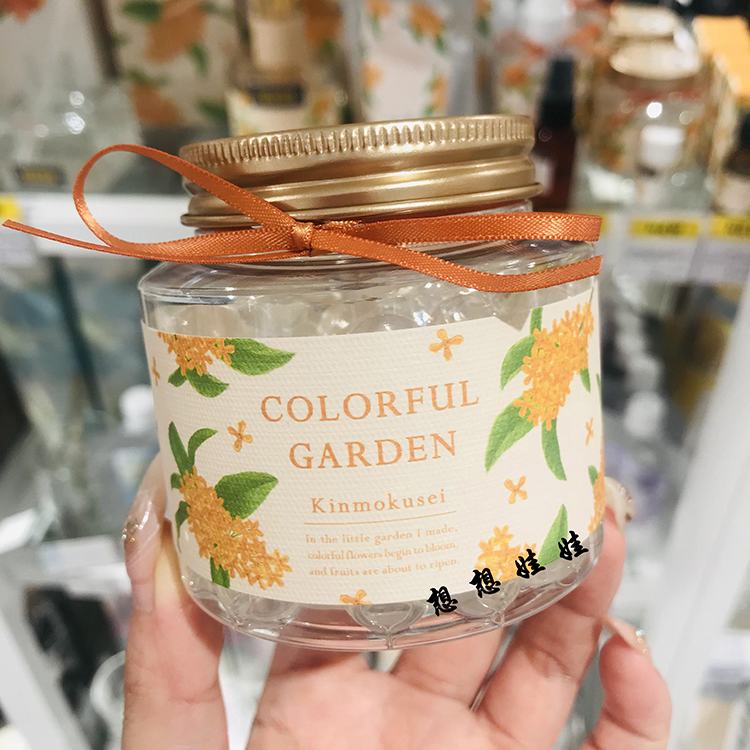 COLORFUL
GARDEN
Kinmokusei
In the little garden I made,
colorful flowers begin to bloom,
and fruits are about to ripen.
想想娃娃